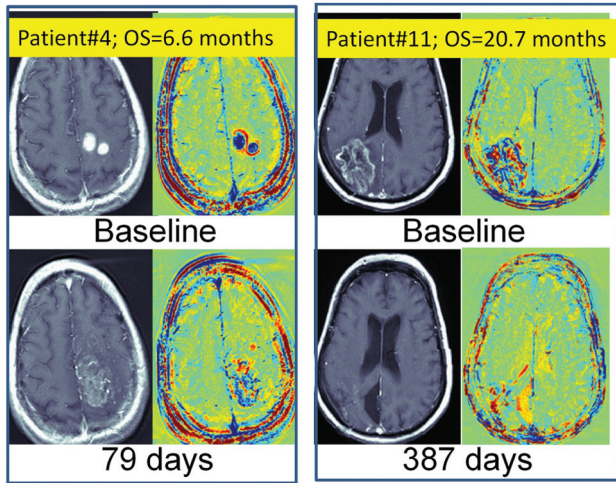 Patient#4; OS=6.6 months
Baseline
79 days
Patient#11; OS=20.7 months
Baseline
387 days